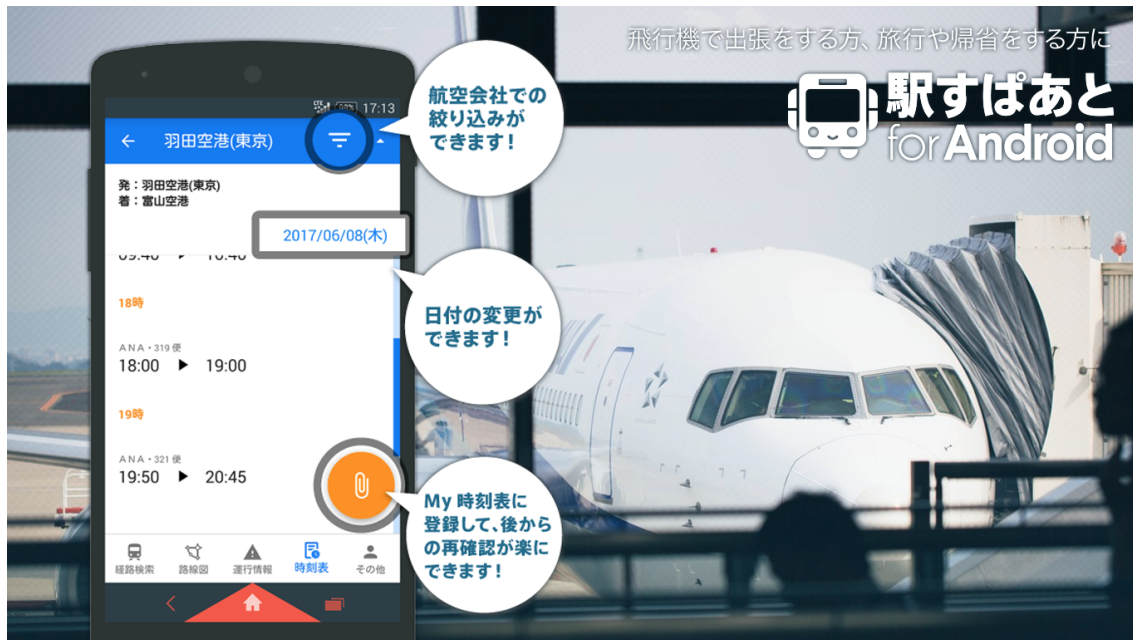 飛行機で出張をする方、旅行や帰省をする方に
駅すぱあと
for Android
17:13
羽田空港(東京)
発：羽田空港(東京)
着：富山空港
2017/06/08(木)
18時
ANA・319便
18:00 ▶ 19:00
19時
ANA・321便
19:50 ▶ 20:45
経路検索
路線図
運行情報
時刻表
その他
航空会社での
絞り込みが
できます！
日付の変更が
できます！
My 時刻表に
登録して、後から
の再確認が楽に
できます！